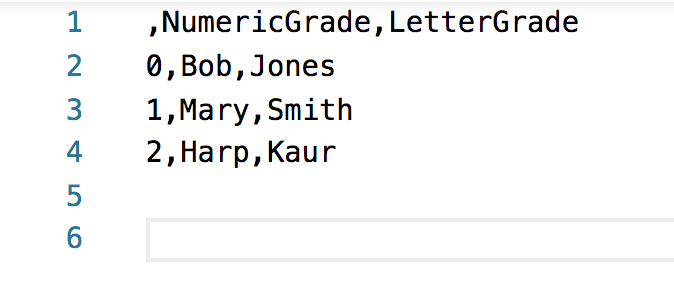 1 ,NumericGrade,LetterGrade
2 0,Bob,Jones
3 1,Mary,Smith
4 2,Harp,Kaur
5
6